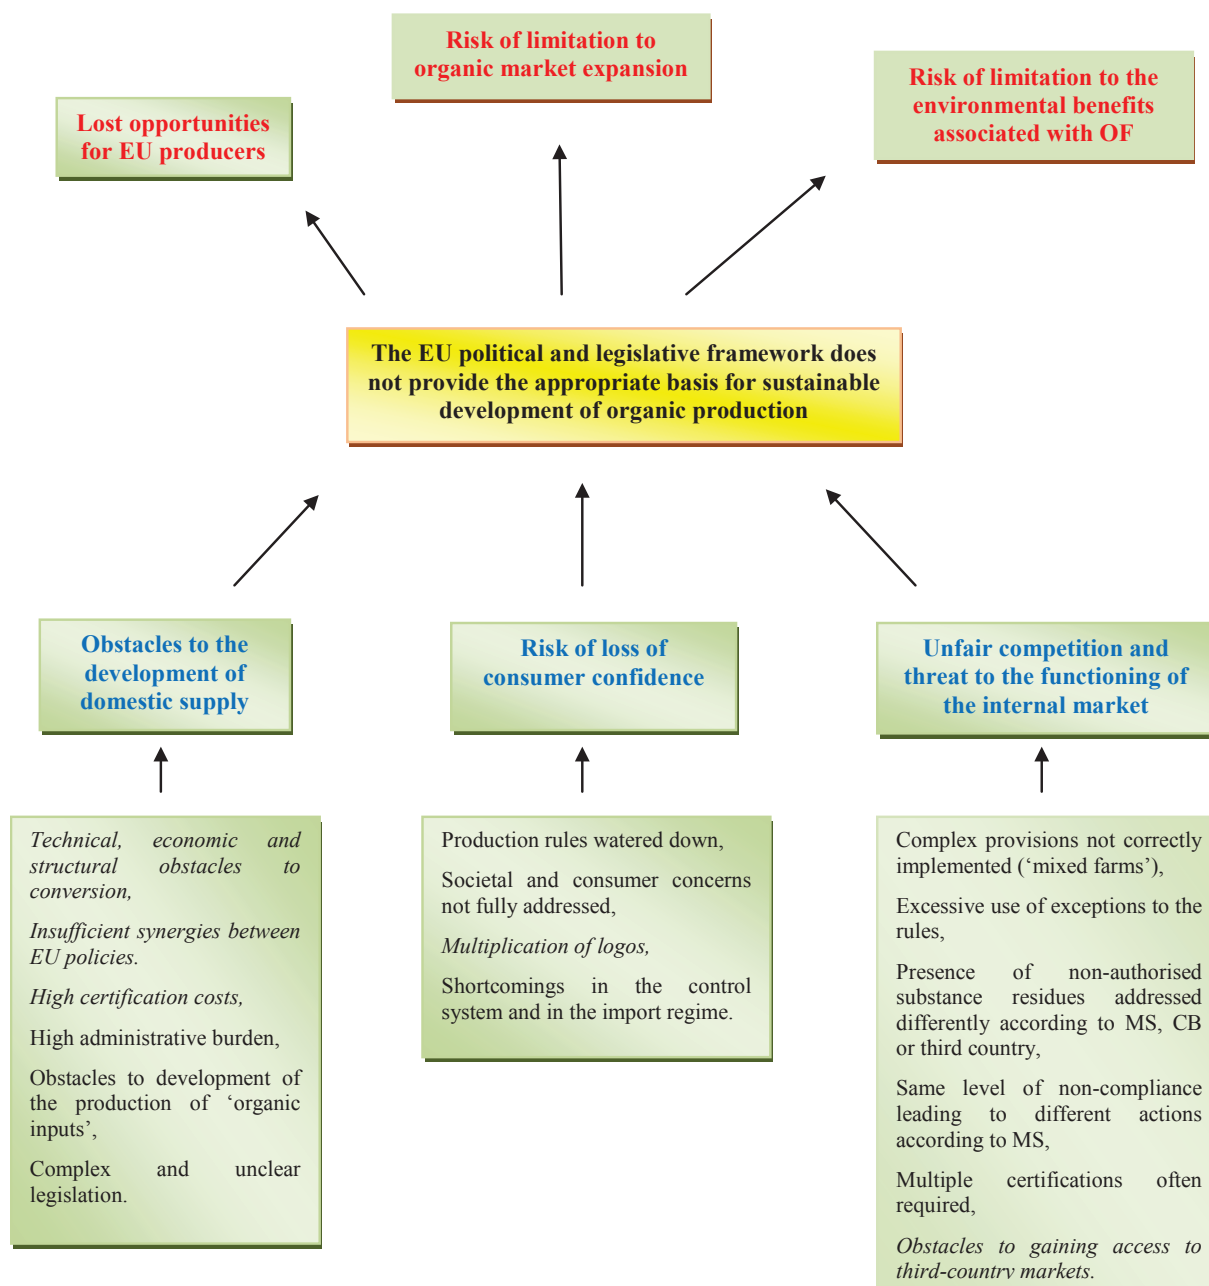 Risk of limitation to
organic market expansion
Risk of limitation to the
environmental benefits
associated with OF
Lost opportunities
for EU producers
The EU political and legislative framework does
not provide the appropriate basis for sustainable
development of organic production
Obstacles to the
development of
domestic supply
Risk of loss of
consumer confidence
Unfair competition and
threat to the functioning of
the internal market
Technical, economic and
structural obstacles to
conversion,
Insufficient synergies between
EU policies.
High certification costs,
High administrative burden,
Obstacles to development of
the production of ‘organic
inputs’,
Complex and unclear
legislation.
Production rules watered down,
Societal and consumer concerns
not fully addressed,
Multiplication of logos,
Shortcomings in the control
system and in the import regime.
Complex provisions not correctly
implemented (‘mixed farms’),
Excessive use of exceptions to the
rules,
Presence of non-authorised
substance residues addressed
differently according to MS, CB
or third country,
Same level of non-compliance
leading to different actions
according to MS,
Multiple certifications often
required,
Obstacles to gaining access to
third-country markets.